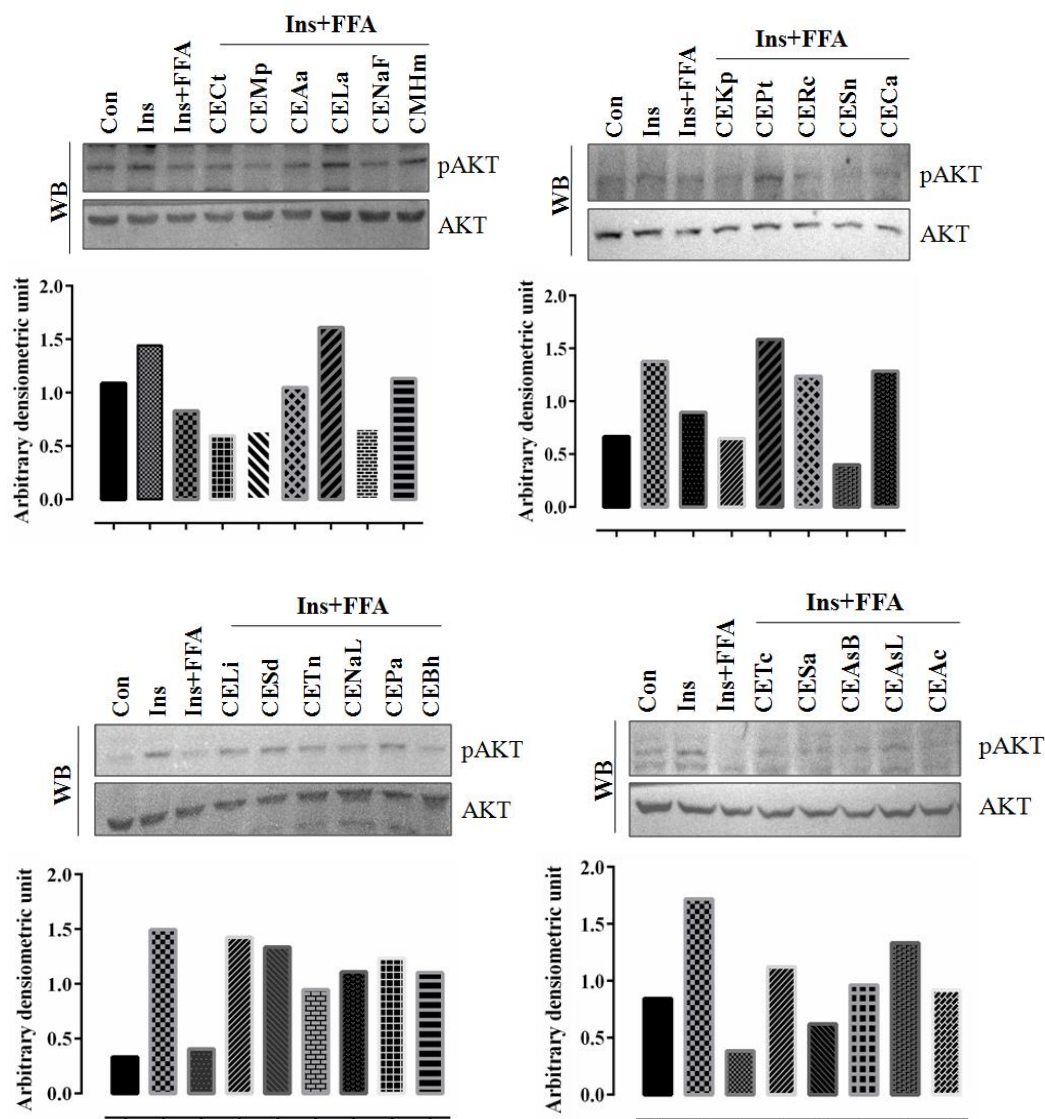 Ins+FFA
Con Ins Ins+FFA CECt CEMp CEAa CELa CENaF CMHm
WB
pAKT
AKT
Arbitrary densiometric unit
2.0
1.5
1.0
0.5
0.0
Ins+FFA
Con Ins Ins+FFA CEKp CEPt CERc CESn CECa
WB
pAKT
AKT
Arbitrary densiometric unit
2.0
1.5
1.0
0.5
0.0
Ins+FFA
Con Ins Ins+FFA CELi CESd CETn CENaL CEPa CEBh
WB
pAKT
AKT
Arbitrary densiometric unit
2.0
1.5
1.0
0.5
0.0
Ins+FFA
Con Ins Ins+FFA CETc CESa CEAsB CEAsL CEAc
WB
pAKT
AKT
Arbitrary densiometric unit
2.0
1.5
1.0
0.5
0.0